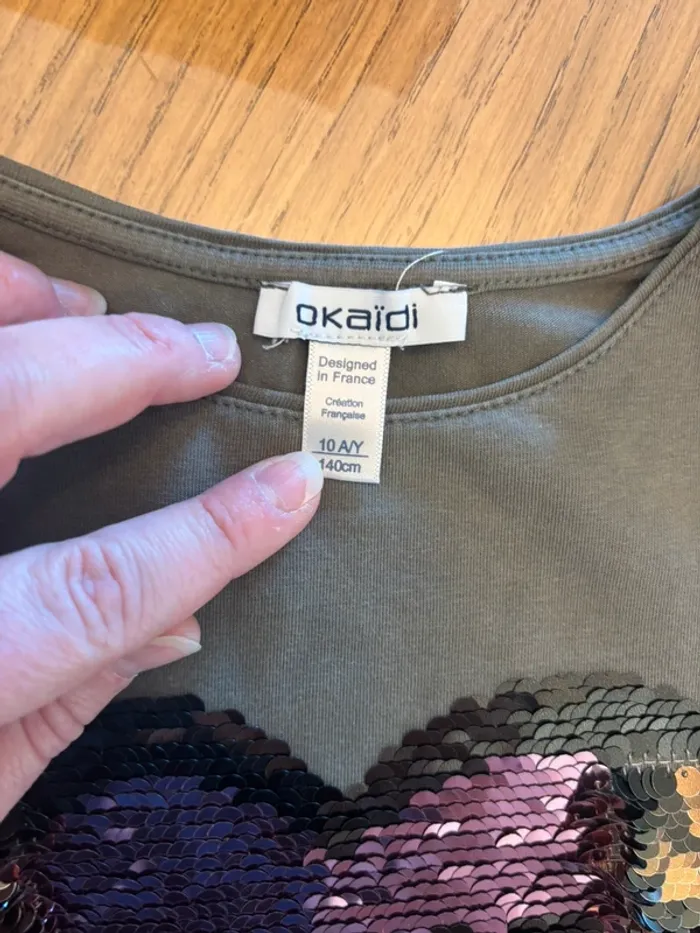 okaïdi
Designed
in France
Création
Française
10 A/Y
140cm